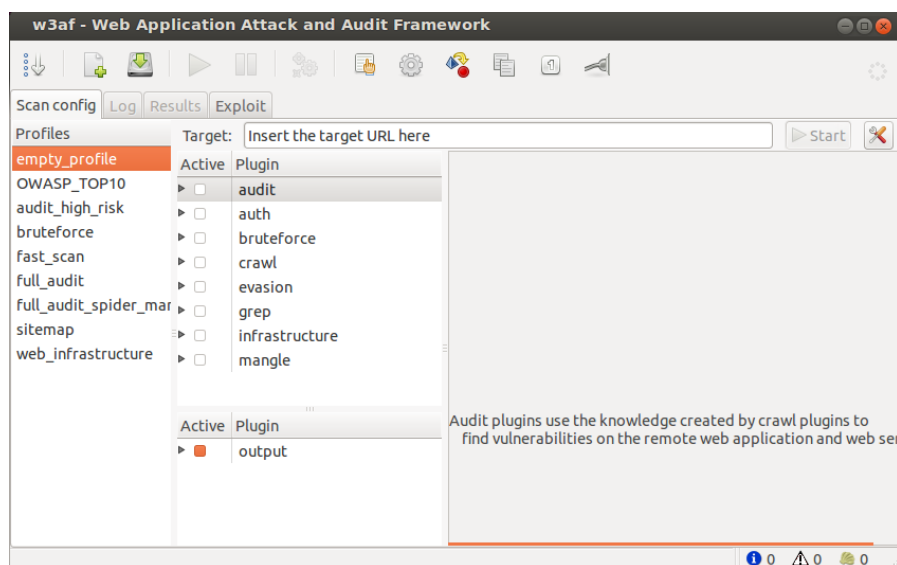 w3af - Web Application Attack and Audit Framework
Scan config Log Results Exploit
Profiles
empty_profile
OWASP_TOP10
audit_high_risk
bruteforce
fast_scan
full_audit
full_audit_spider_mar
sitemap
web_infrastructure
Target: Insert the target URL here Start
Active Plugin
audit
auth
bruteforce
crawl
evasion
grep
infrastructure
mangle
Active Plugin
output
Audit plugins use the knowledge created by crawl plugins to
find vulnerabilities on the remote web application and web ser
0 0 0